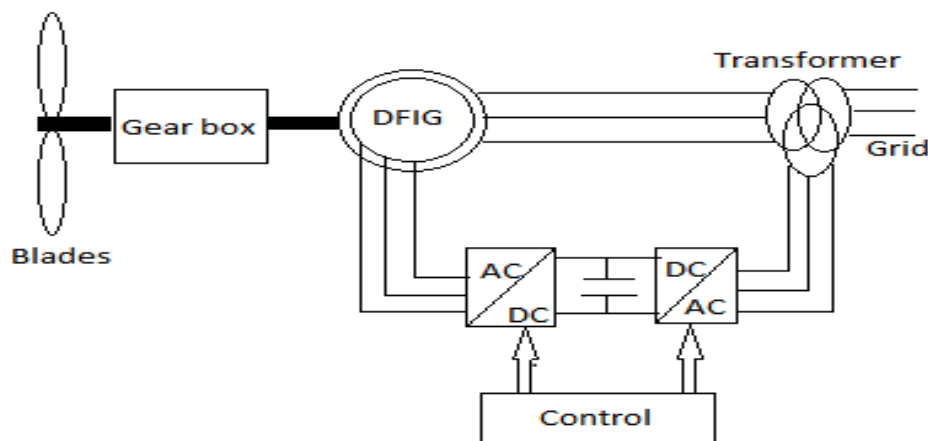 Transformer
Gear box
DFIG
Grid
Blades
AC
DC
DC
AC
Control